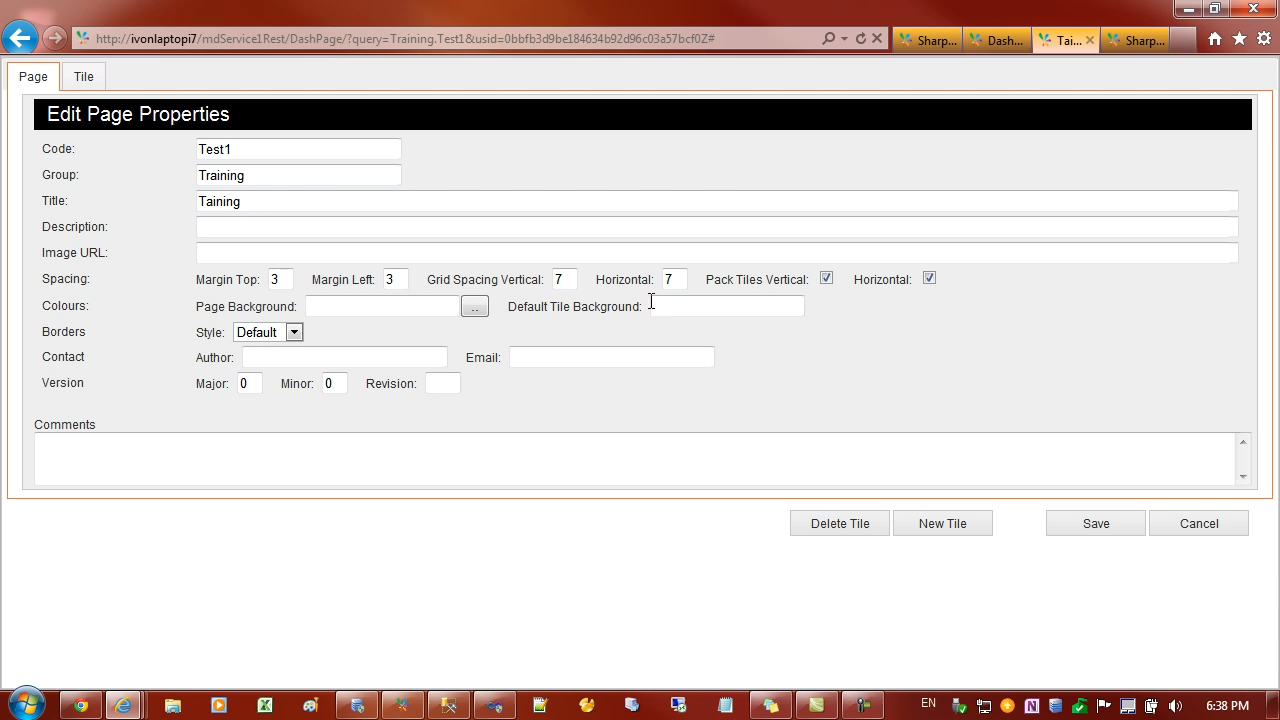 http://ivonlaptopi7/mdService1Rest/DashPage/?query=Training.Test1&usid=0bbfb3d9be184634b92d96c03a57bcf0Z#
Sharp... Dash... Tai... Sharp...
Page Tile
Edit Page Properties
Code: Test1
Group: Training
Title: Taining
Description:
Image URL:
Spacing: Margin Top: 3 Margin Left: 3 Grid Spacing Vertical: 7 Horizontal: 7 Pack Tiles Vertical: Horizontal:
Colours: Page Background: .. Default Tile Background:
Borders Style: Default
Contact Author: Email:
Version Major: 0 Minor: 0 Revision:
Comments
Delete Tile New Tile Save Cancel
EN 6:38 PM